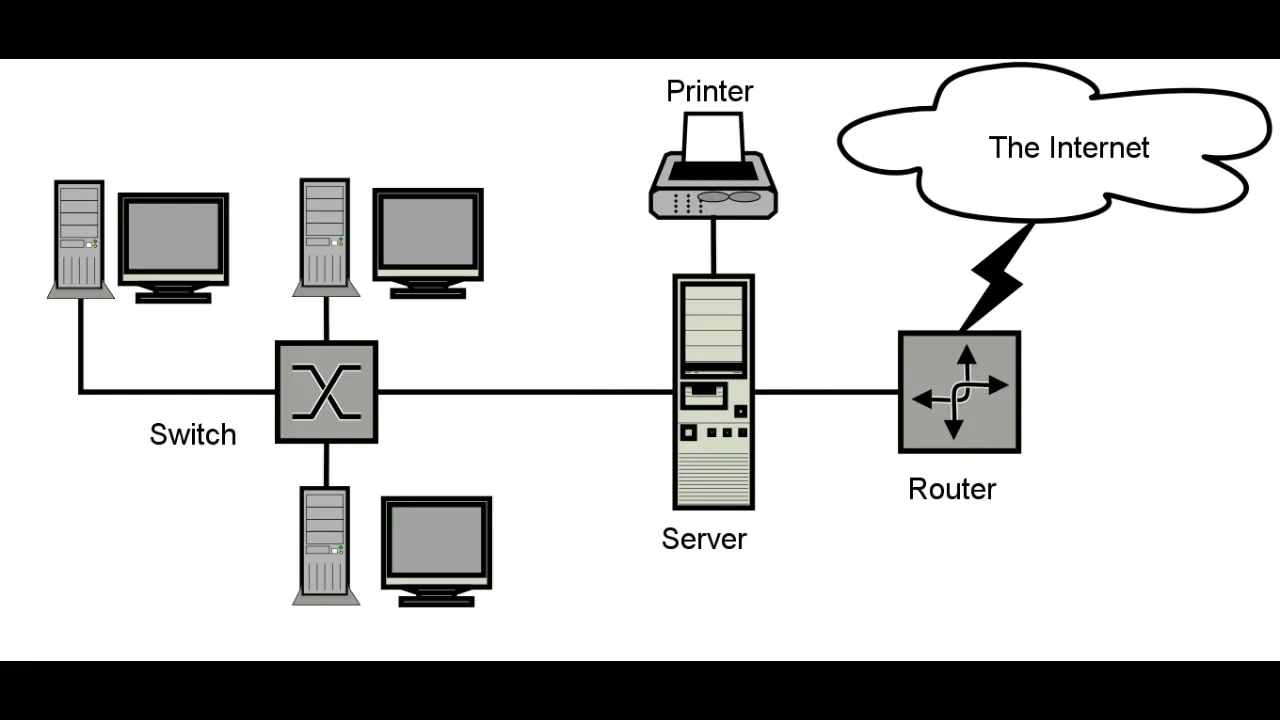 Printer
The Internet
Switch
Router
Server